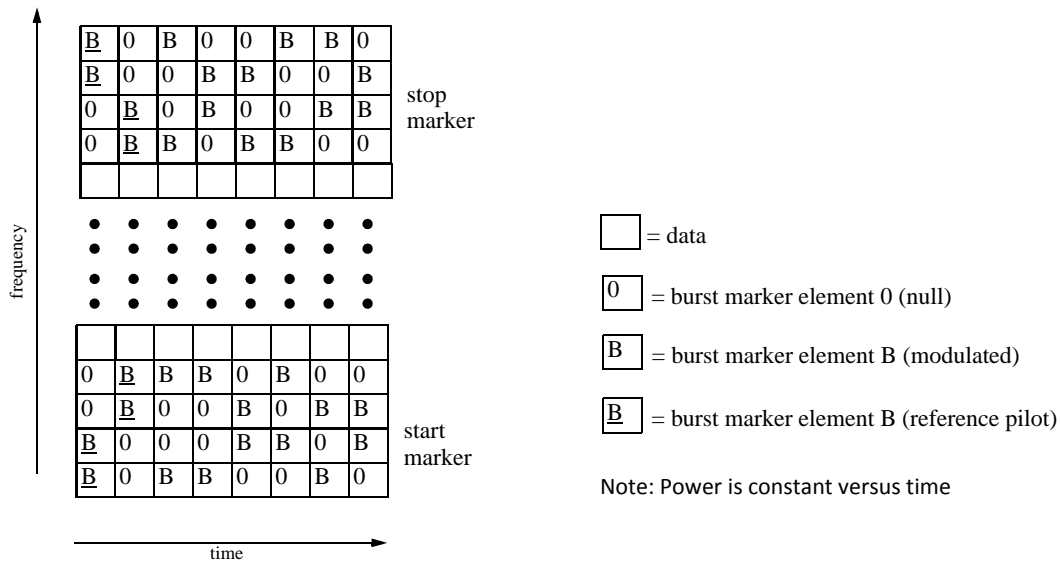 B 0 B 0 0 B B 0
B 0 0 B B 0 0 B
0 B 0 B 0 0 B B
0 B B 0 B B 0 0
stop
marker
frequency
0 B B B 0 B 0 0
0 B 0 0 B 0 B B
B 0 0 0 B B 0 B
B 0 B B 0 0 B 0
start
marker
time
= data
0 = burst marker element 0 (null)
B = burst marker element B (modulated)
B = burst marker element B (reference pilot)
Note: Power is constant versus time